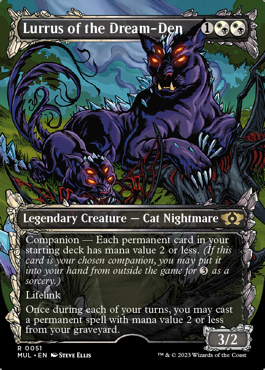 Lurrus of the Dream-Den 1
Legendary Creature — Cat Nightmare
Companion — Each permanent card in your
starting deck has mana value 2 or less. (If this
card is your chosen companion, you may put it
into your hand from outside the game for 3 as a
sorcery.)
Lifelink
Once during each of your turns, you may cast
a permanent spell with mana value 2 or less
from your graveyard.
3/2
R 0051
MUL • EN STEVE ELLIS
™ & © 2023 Wizards of the Coast